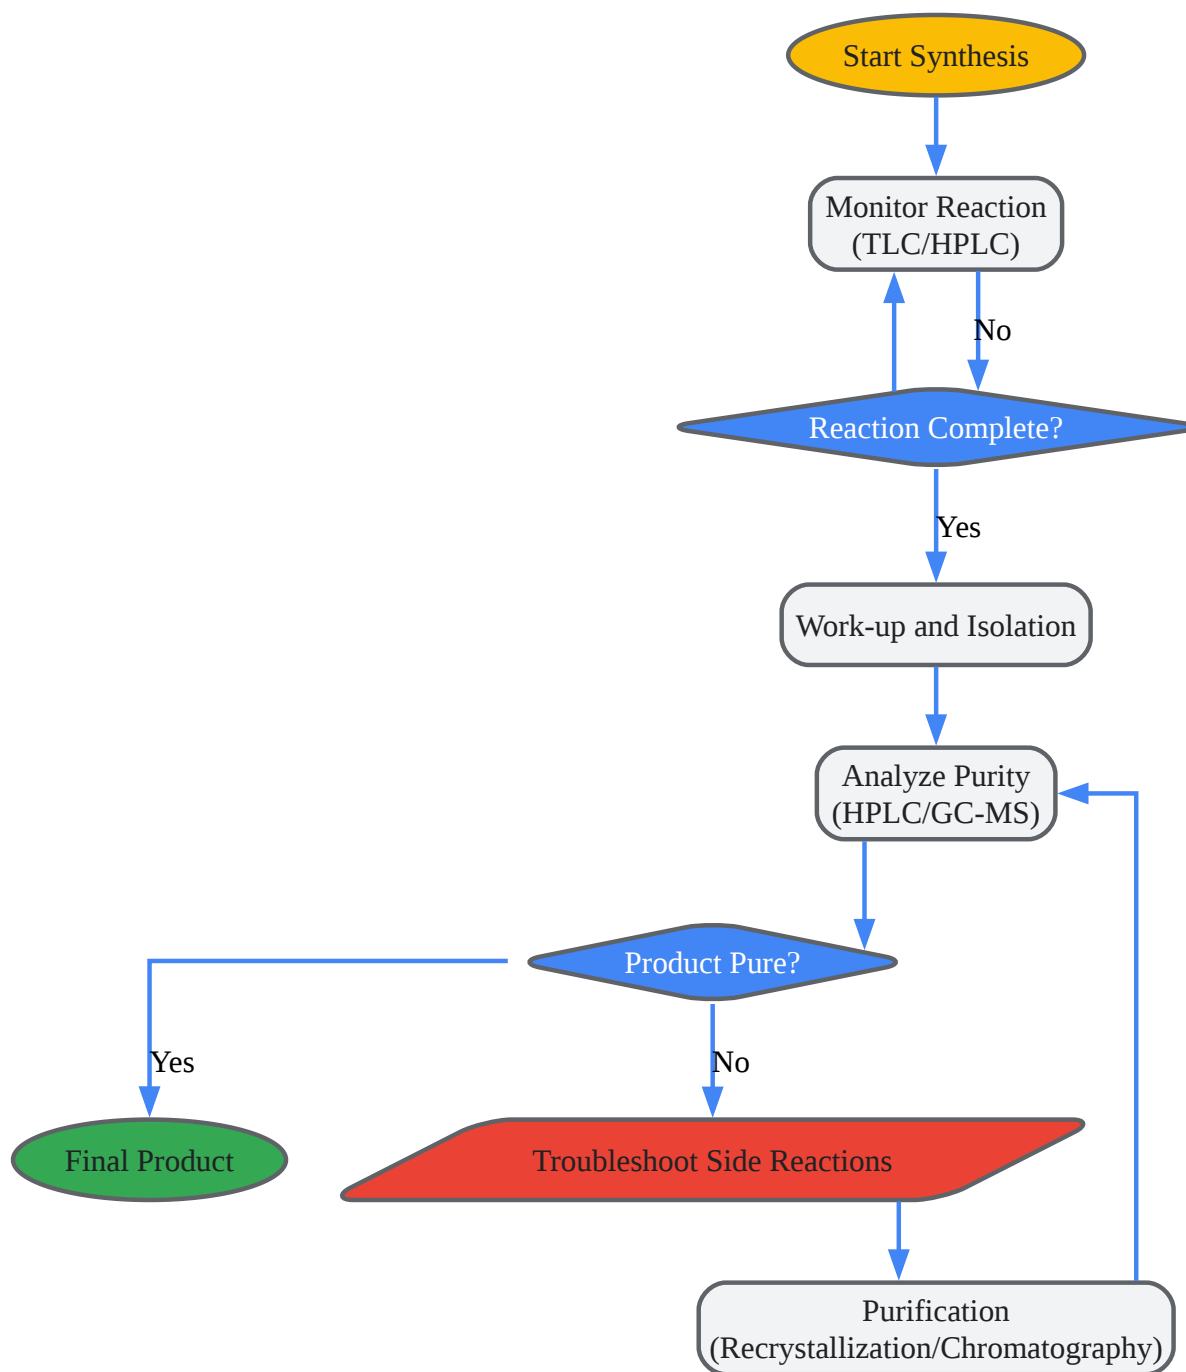 Start Synthesis
Monitor Reaction
(TLC/HPLC)
No
Reaction Complete?
Yes
Work-up and Isolation
Analyze Purity
(HPLC/GC-MS)
Product Pure?
Yes
No
Final Product
Troubleshoot Side Reactions
Purification
(Recrystallization/Chromatography)